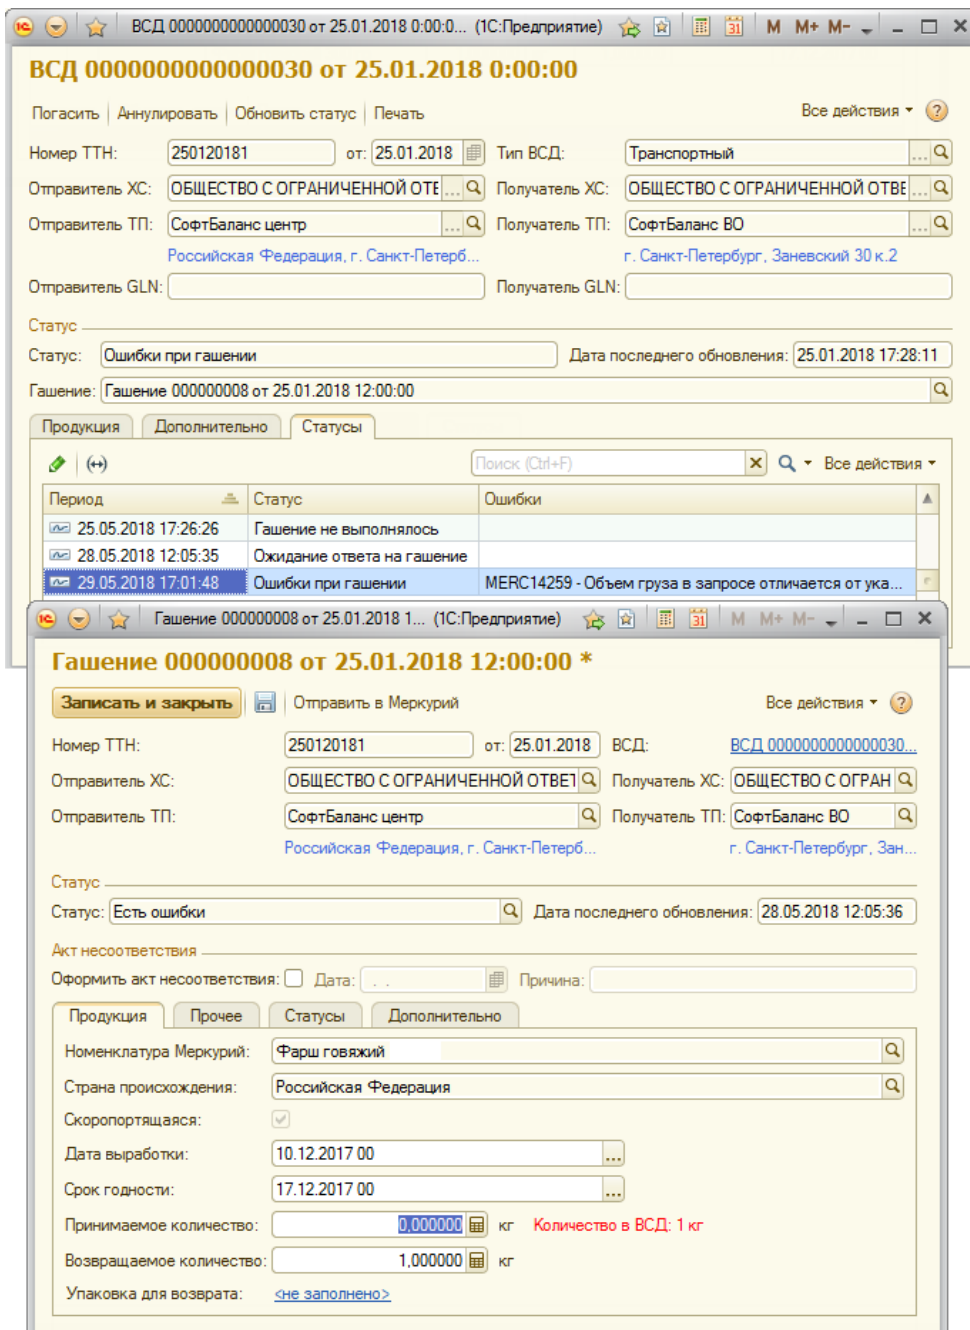 ВСД 0000000000000030 от 25.01.2018 0:00:0... (1С:Предприятие) M M+ M-
ВСД 0000000000000030 от 25.01.2018 0:00:00
Погасить Аннулировать Обновить статус Печать Все действия
Номер ТТН: 250120181 от: 25.01.2018 Тип ВСД: Транспортный
Отправитель ХС: ОБЩЕСТВО С ОГРАНИЧЕННОЙ ОТЕ ... Получатель ХС: ОБЩЕСТВО С ОГРАНИЧЕННОЙ ОТВЕ ...
Отправитель ТП: СофтБаланс центр ... Получатель ТП: СофтБаланс ВО ...
Российская Федерация, г. Санкт-Петерб... г. Санкт-Петербург, Заневский 30 к.2
Отправитель GLN: Получатель GLN:
Статус
Статус: Ошибки при гашении Дата последнего обновления: 25.01.2018 17:28:11
Гашение: Гашение 000000008 от 25.01.2018 12:00:00
Продукция Дополнительно Статусы
Поиск (Ctrl+F) Все действия
Период Статус Ошибки
25.05.2018 17:26:26 Гашение не выполнялось
28.05.2018 12:05:35 Ожидание ответа на гашение
29.05.2018 17:01:48 Ошибки при гашении MERC14259 - Объем груза в запросе отличается от ука...
Гашение 000000008 от 25.01.2018 1... (1С:Предприятие) M M+ M-
Гашение 000000008 от 25.01.2018 12:00:00 *
Записать и закрыть Отправить в Меркурий Все действия
Номер ТТН: 250120181 от: 25.01.2018 ВСД: ВСД 0000000000000030...
Отправитель ХС: ОБЩЕСТВО С ОГРАНИЧЕННОЙ ОТВЕТ Получатель ХС: ОБЩЕСТВО С ОГРАН
Отправитель ТП: СофтБаланс центр Получатель ТП: СофтБаланс ВО
Российская Федерация, г. Санкт-Петерб... г. Санкт-Петербург, Зан...
Статус
Статус: Есть ошибки Дата последнего обновления: 28.05.2018 12:05:36
Акт несоответствия
Оформить акт несоответствия: Дата: . . Причина:
Продукция Прочее Статусы Дополнительно
Номенклатура Меркурий: Фарш говяжий
Страна происхождения: Российская Федерация
Скоропортящаяся:
Дата выработки: 10.12.2017 00 ...
Срок годности: 17.12.2017 00 ...
Принимаемое количество: 0,000000 кг Количество в ВСД: 1 кг
Возвращаемое количество: 1,000000 кг
Упаковка для возврата: <не заполнено>